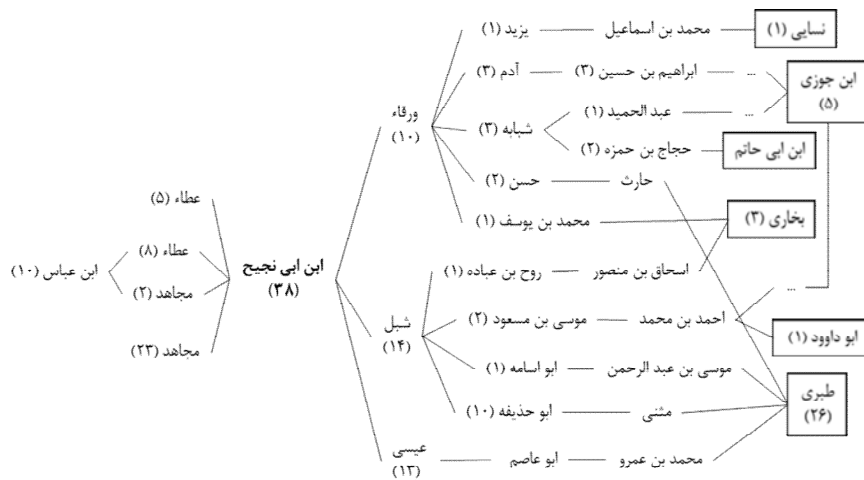 یزید (۱) محمد بن اسماعیل نسایی (۱)
آدم (۳) ابراهیم بن حسین (۳) ... ابن جوزی
(۵)
ورقاء
(۱۰)
عبد الحمید (۱) ...
شبابه (۳)
حجاج بن حمزه (۲) ابن ابی حاتم
حسن (۲) حارث
محمد بن یوسف (۱) بخاری (۳)
عطاء (۵)
عطاء (۸)
ابن عباس (۱۰)
مجاهد (۲)
مجاهد (۲۳)
ابن ابی نجیح
(۳۸)
روح بن عباده (۱) اسحاق بن منصور
...
شبل
(۱۴)
موسی بن مسعود (۲) احمد بن محمد
ابو داوود (۱)
ابو اسامه (۱) موسی بن عبد الرحمن
ابو حذیفه (۱۰) مثنی
طبری
(۲۶)
عیسی
(۱۳)
ابو عاصم محمد بن عمرو